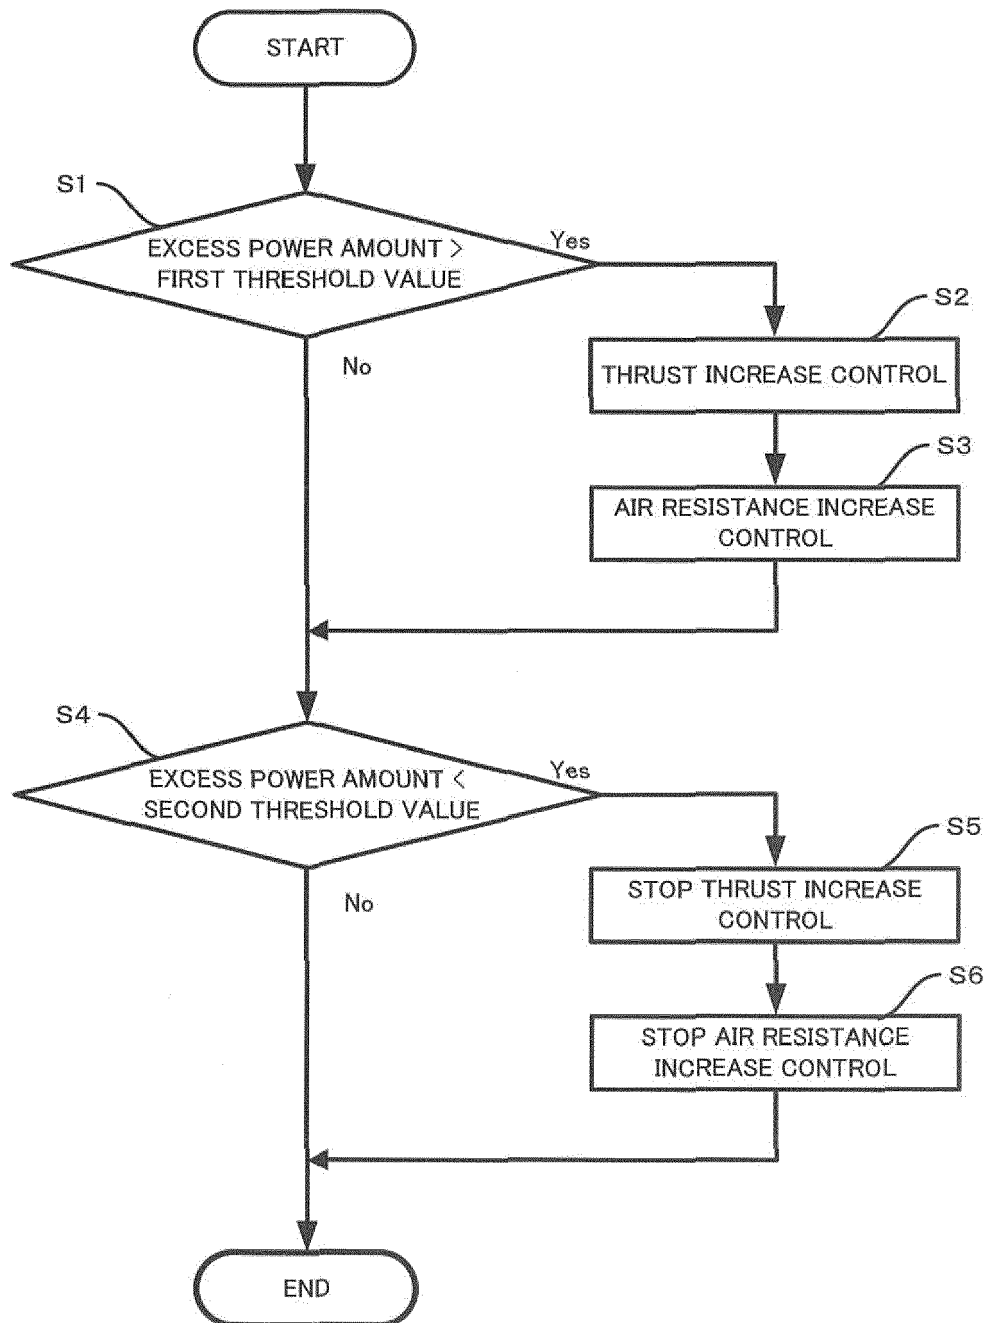 START
S1
EXCESS POWER AMOUNT >
FIRST THRESHOLD VALUE
Yes
No
S2
THRUST INCREASE CONTROL
S3
AIR RESISTANCE INCREASE
CONTROL
S4
EXCESS POWER AMOUNT <
SECOND THRESHOLD VALUE
Yes
No
S5
STOP THRUST INCREASE
CONTROL
S6
STOP AIR RESISTANCE
INCREASE CONTROL
END